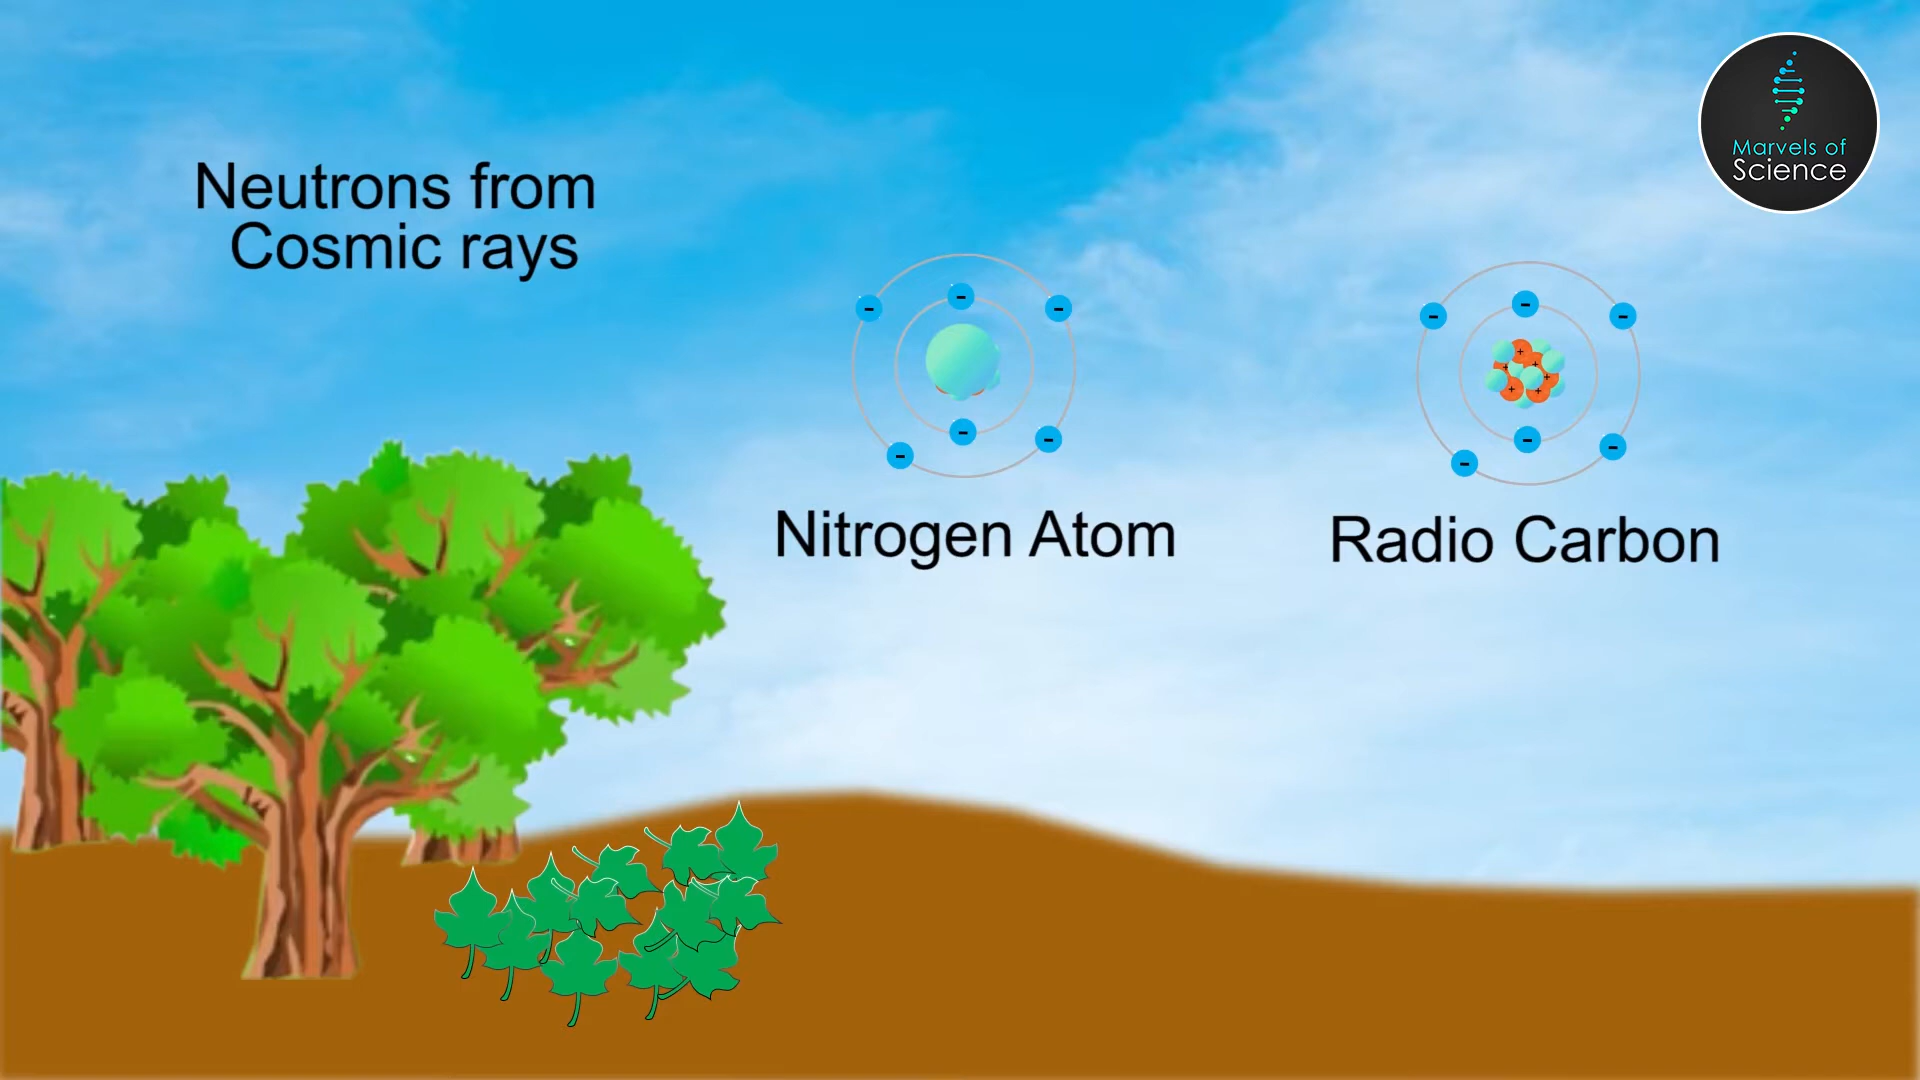 Neutrons from
Cosmic rays
Marvels of
Science
Nitrogen Atom
Radio Carbon